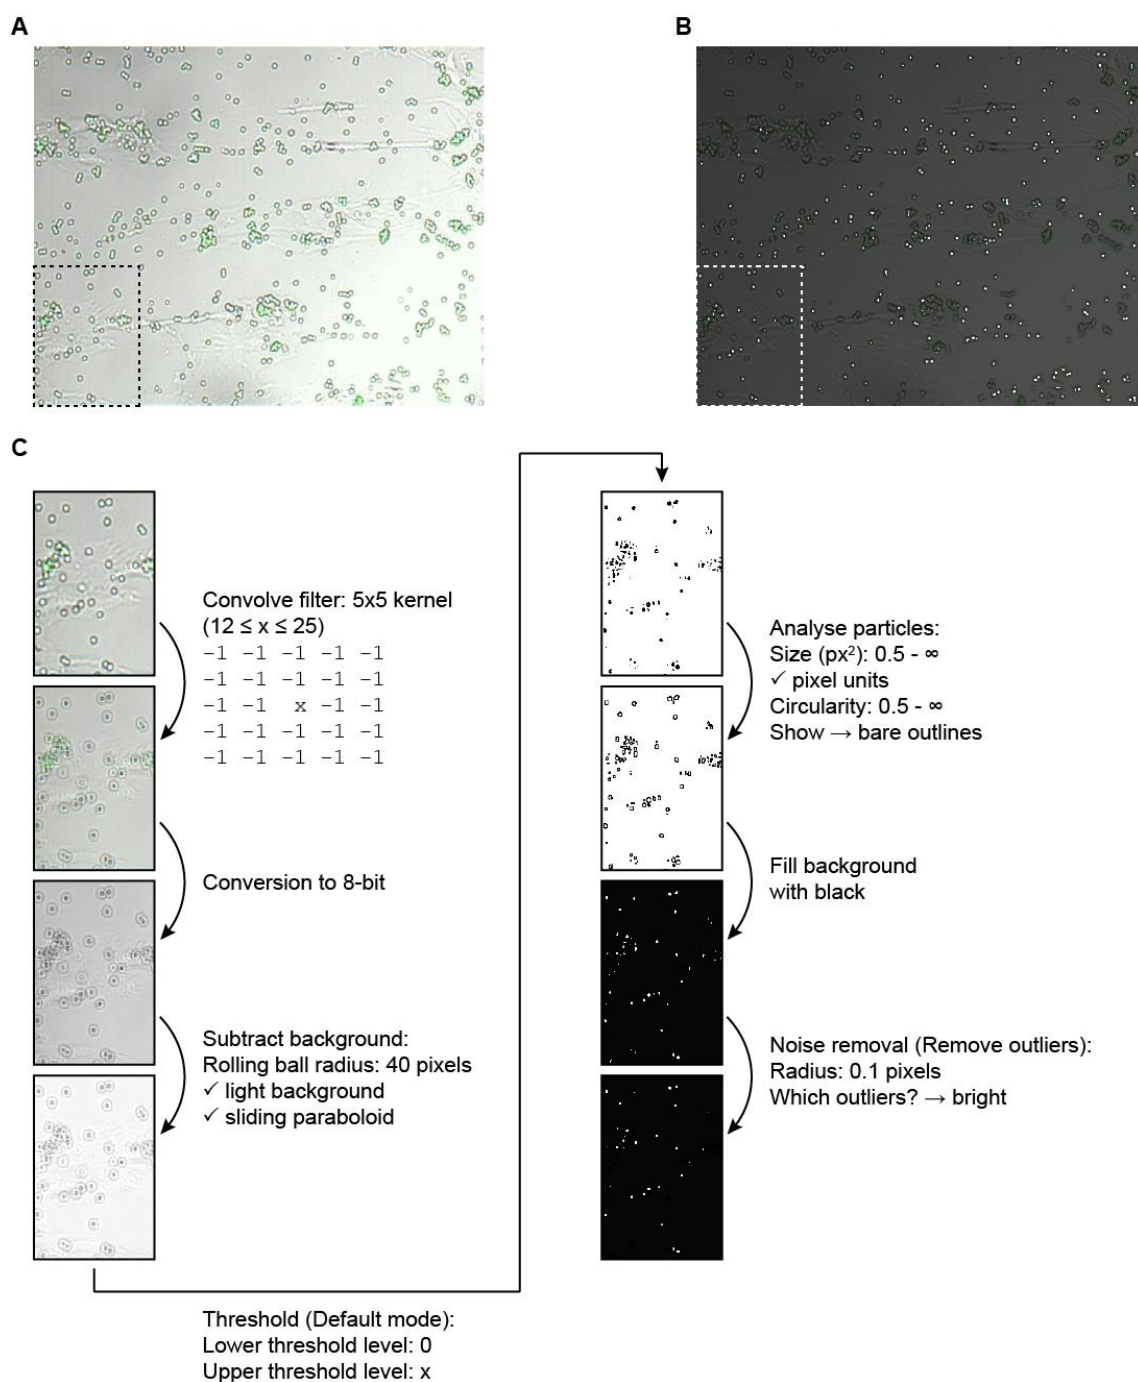 A
B
C
Convolve filter: 5x5 kernel
(12 ≤ x ≤ 25)
-1 -1 -1 -1 -1
-1 -1 -1 -1 -1
-1 -1 x -1 -1
-1 -1 -1 -1 -1
-1 -1 -1 -1 -1
Conversion to 8-bit
Subtract background:
Rolling ball radius: 40 pixels
✓ light background
✓ sliding paraboloid
Threshold (Default mode):
Lower threshold level: 0
Upper threshold level: x
Analyse particles:
Size (px²): 0.5 - ∞
✓ pixel units
Circularity: 0.5 - ∞
Show → bare outlines
Fill background
with black
Noise removal (Remove outliers):
Radius: 0.1 pixels
Which outliers? → bright